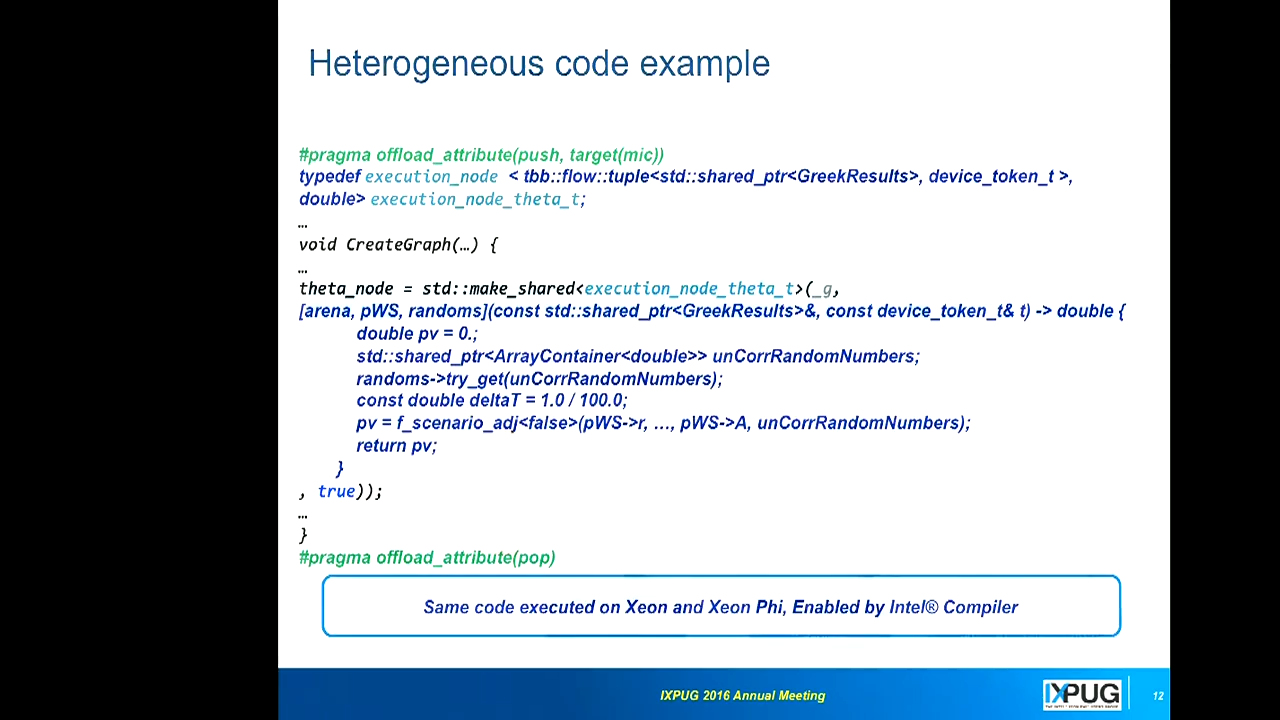 Heterogeneous code example
#pragma offload_attribute(push, target(mic))
typedef execution_node < tbb::flow::tuple<std::shared_ptr<GreekResults>, device_token_t >,
double> execution_node_theta_t;
…
void CreateGraph(…) {
…
theta_node = std::make_shared<execution_node_theta_t>(_g,
[arena, pWS, randoms](const std::shared_ptr<GreekResults>&, const device_token_t& t) -> double {
double pv = 0.;
std::shared_ptr<ArrayContainer<double>> unCorrRandomNumbers;
randoms->try_get(unCorrRandomNumbers);
const double deltaT = 1.0 / 100.0;
pv = f_scenario_adj<false>(pWS->r, …, pWS->A, unCorrRandomNumbers);
return pv;
}
, true));
…
}
#pragma offload_attribute(pop)
Same code executed on Xeon and Xeon Phi, Enabled by Intel® Compiler
IXPUG 2016 Annual Meeting
IXPUG
12